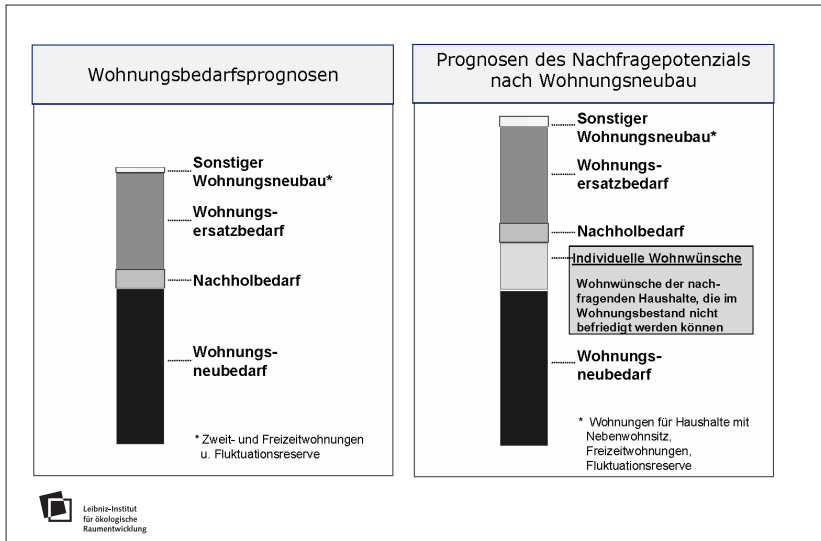 Wohnungsbedarfsprognosen
Sonstiger
Wohnungsneubau*
Wohnungs-
ersatzbedarf
Nachholbedarf
Wohnungs-
neubedarf
* Zweit- und Freizeitwohnungen
u. Fluktuationsreserve
Prognosen des Nachfragepotenzials
nach Wohnungsneubau
Sonstiger
Wohnungsneubau*
Wohnungs-
ersatzbedarf
Nachholbedarf
Individuelle Wohnwünsche
Wohnwünsche der nach-
fragenden Haushalte, die im
Wohnungsbestand nicht
befriedigt werden können
Wohnungs-
neubedarf
* Wohnungen für Haushalte mit
Nebenwohnsitz,
Freizeitwohnungen,
Fluktuationsreserve
Leibniz-Institut
für ökologische
Raumentwicklung